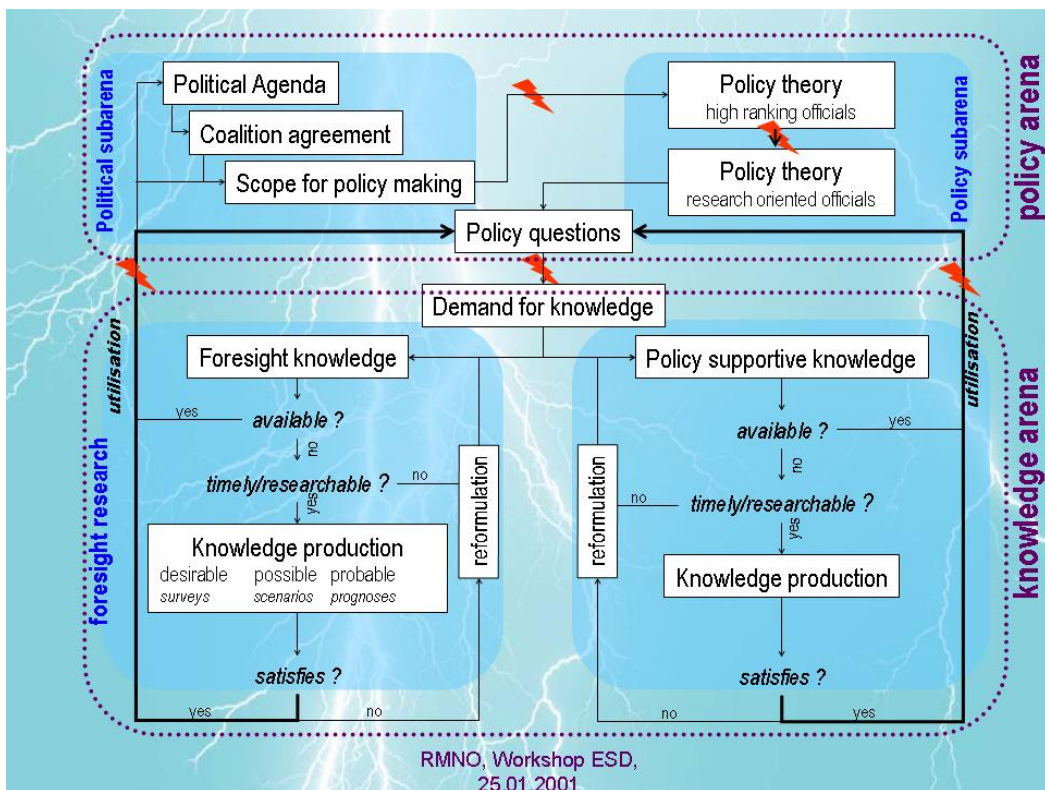 Political subarena
Political Agenda
Coalition agreement
Scope for policy making
Policy theory
high ranking officials
Policy theory
research oriented officials
Policy subarena
policy arena
Policy questions
Demand for knowledge
utilisation
Foresight knowledge
yes
available ?
no
timely/researchable ?
no
yes
Knowledge production
desirable possible probable
surveys scenarios prognoses
satisfies ?
yes
no
reformulation
foresight research
Policy supportive knowledge
available ?
yes
no
timely/researchable ?
no
yes
Knowledge production
satisfies ?
no
yes
reformulation
utilisation
knowledge arena
RMNO, Workshop ESD,
25.01.2001